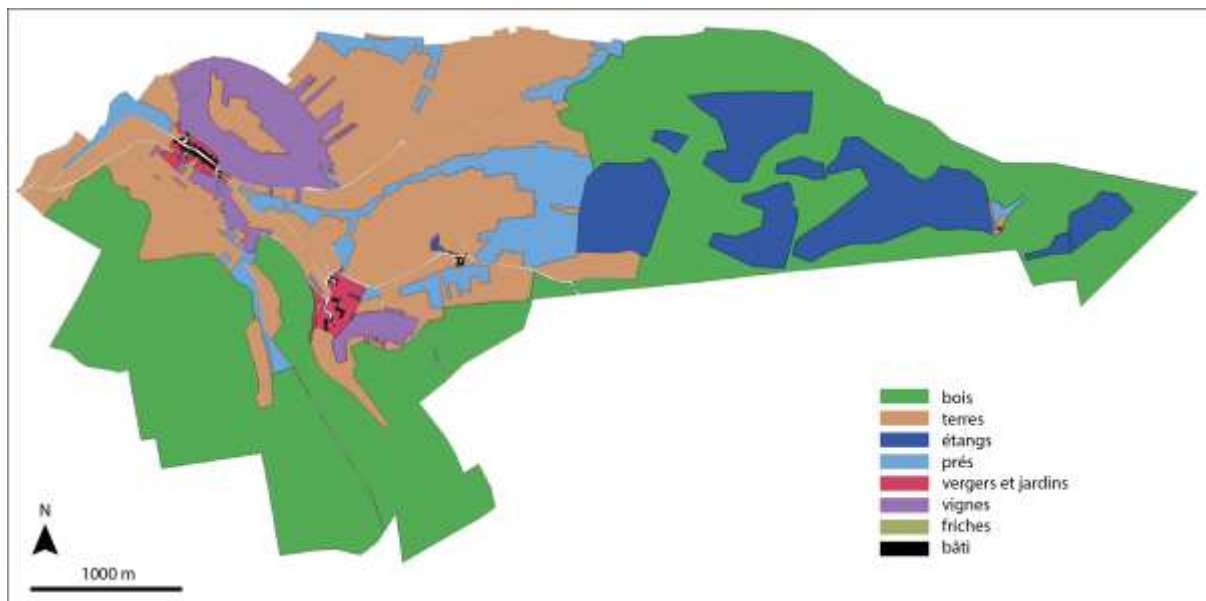 bois
terres
étangs
prés
vergers et jardins
vignes
friches
bâti
N
1000 m